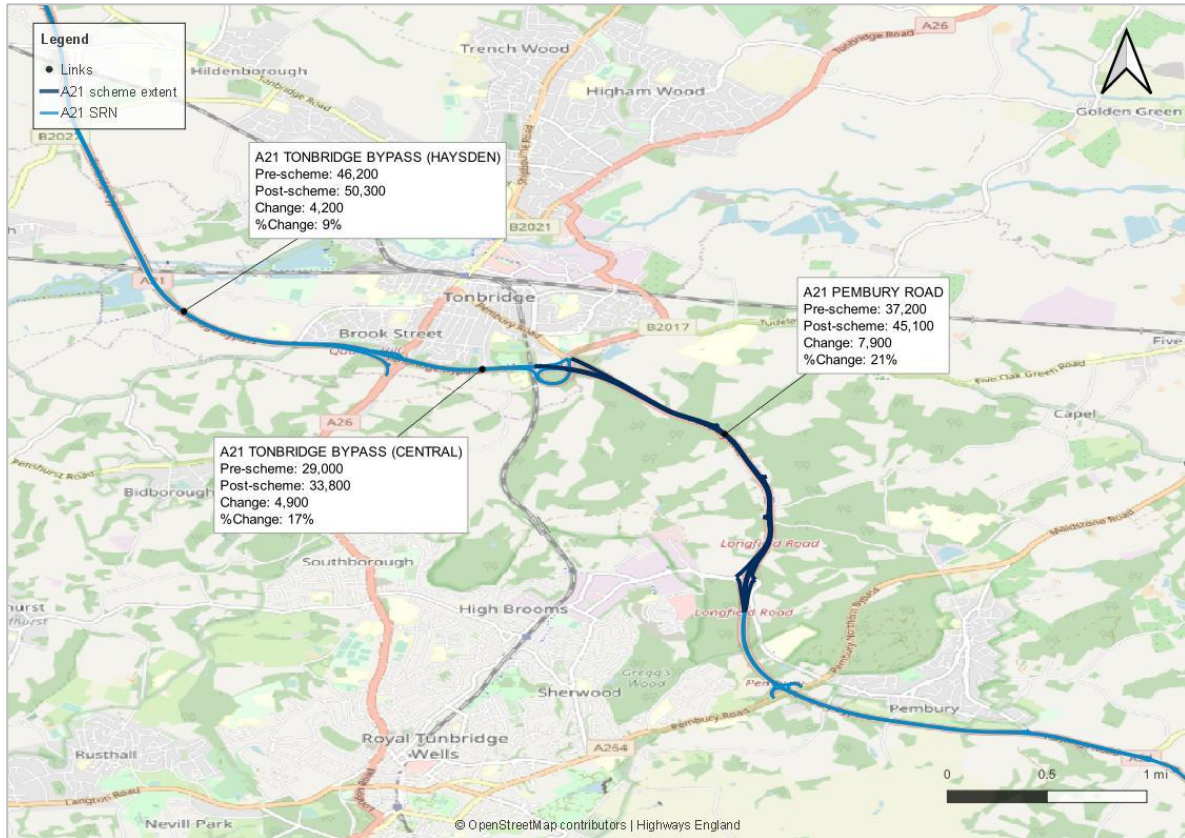 Legend
Links
A21 scheme extent
A21 SRN
Hildenborough
Tonbridge Road
B2027
Trench Wood
Higham Wood
A26
Tonbridge Road
Golden Green
Shipbourne Road
A21 TONBRIDGE BYPASS (HAYSDEN)
Pre-scheme: 46,200
Post-scheme: 50,300
Change: 4,200
%Change: 9%
B2021
A21
Tonbridge
Brook Street
Pembury Road
B2017
A21 PEMBURY ROAD
Pre-scheme: 37,200
Post-scheme: 45,100
Change: 7,900
%Change: 21%
Five
Five Oak Green Road
Capel
A26
A21 TONBRIDGE BYPASS (CENTRAL)
Pre-scheme: 29,000
Post-scheme: 33,800
Change: 4,900
%Change: 17%
Penshurst Road
Bidborough
Maidstone Road
Longfield Road
Southborough
High Brooms
Longfield Road
Pembury Northern Bypass
Gregg's
Wood
Sherwood
Pembury
Pembury
Pembury Road
A264
Royal Tunbridge
Wells
Rusthall
Langton Road
Nevill Park
0 0.5 1 mi
© OpenStreetMap contributors | Highways England